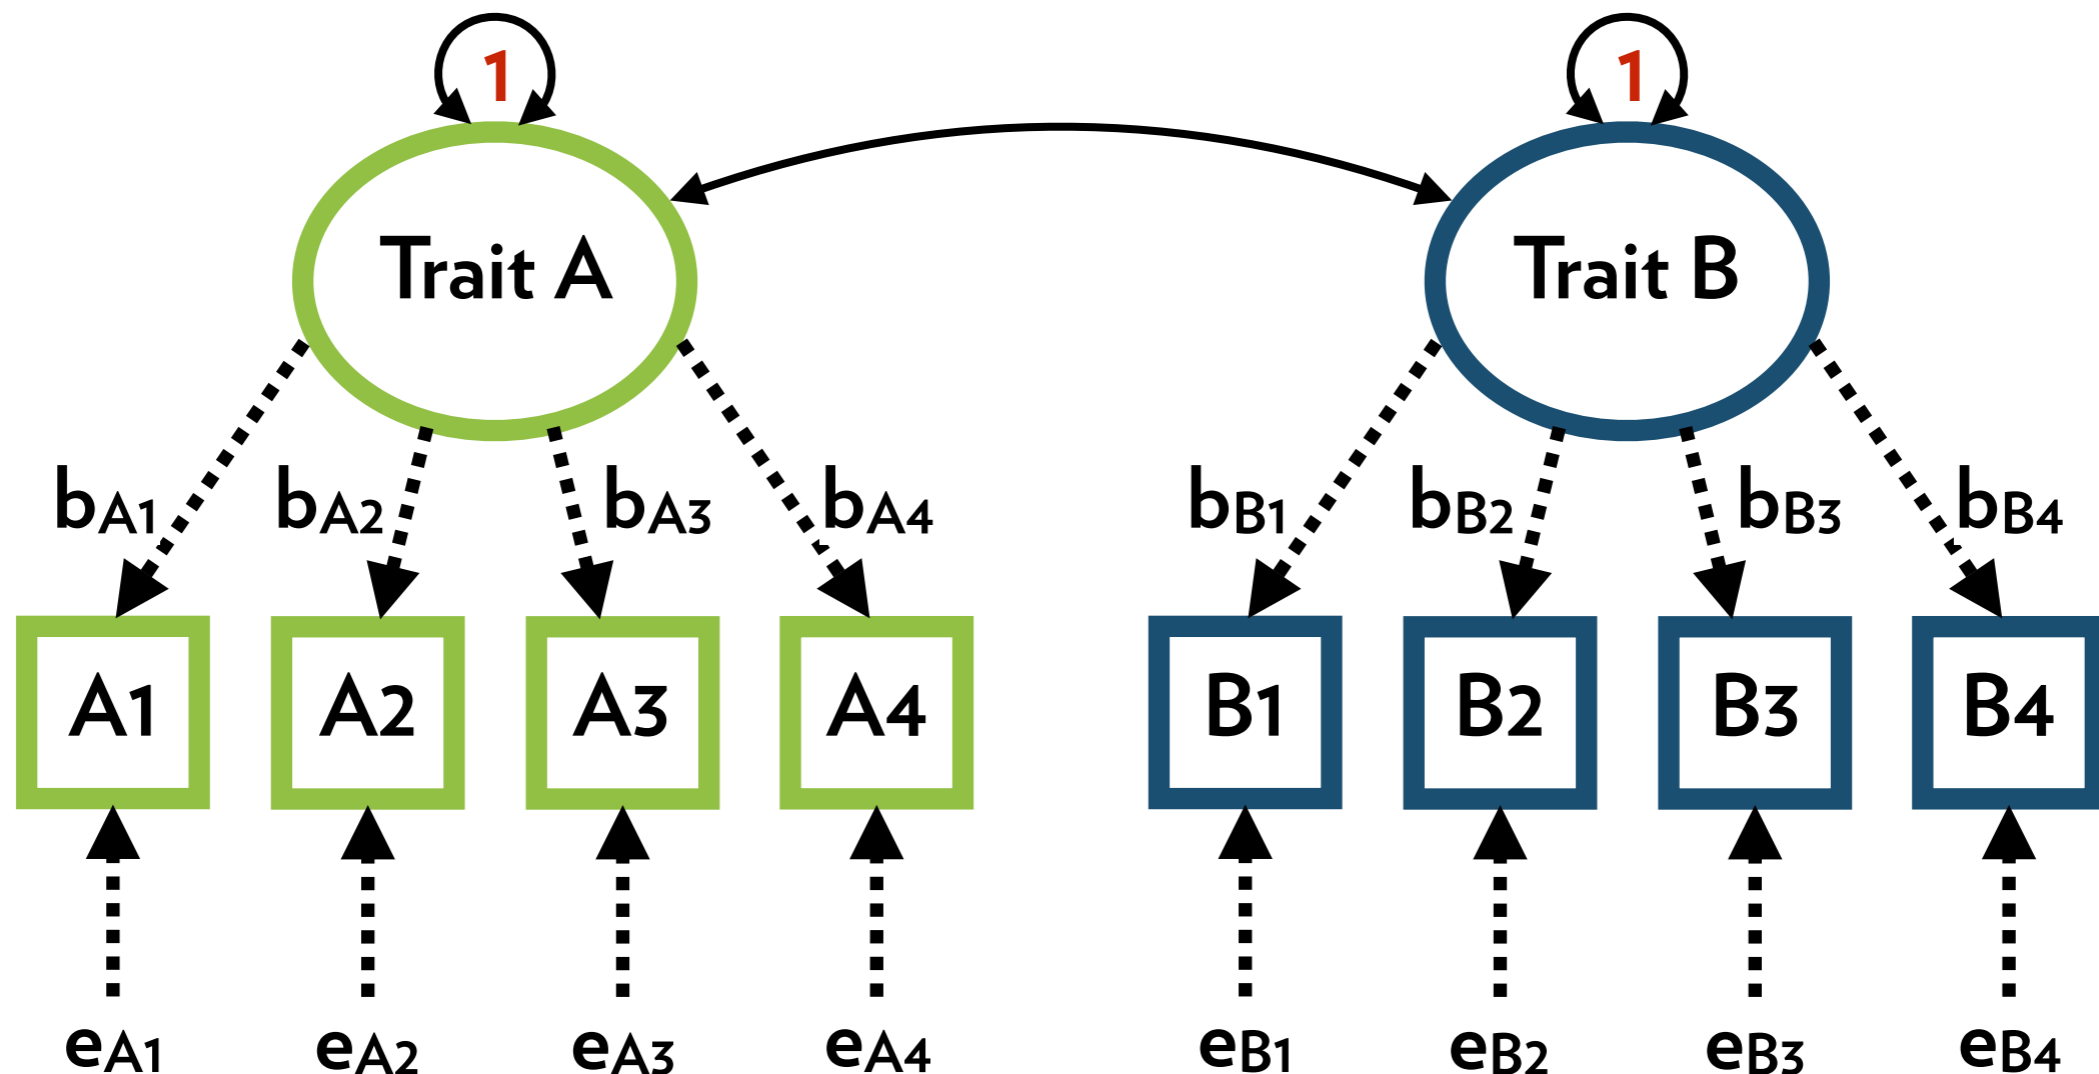 1 1
Trait A Trait B
bA1 bA2 bA3 bA4 bB1 bB2 bB3 bB4
A1 A2 A3 A4 B1 B2 B3 B4
eA1 eA2 eA3 eA4 eB1 eB2 eB3 eB4